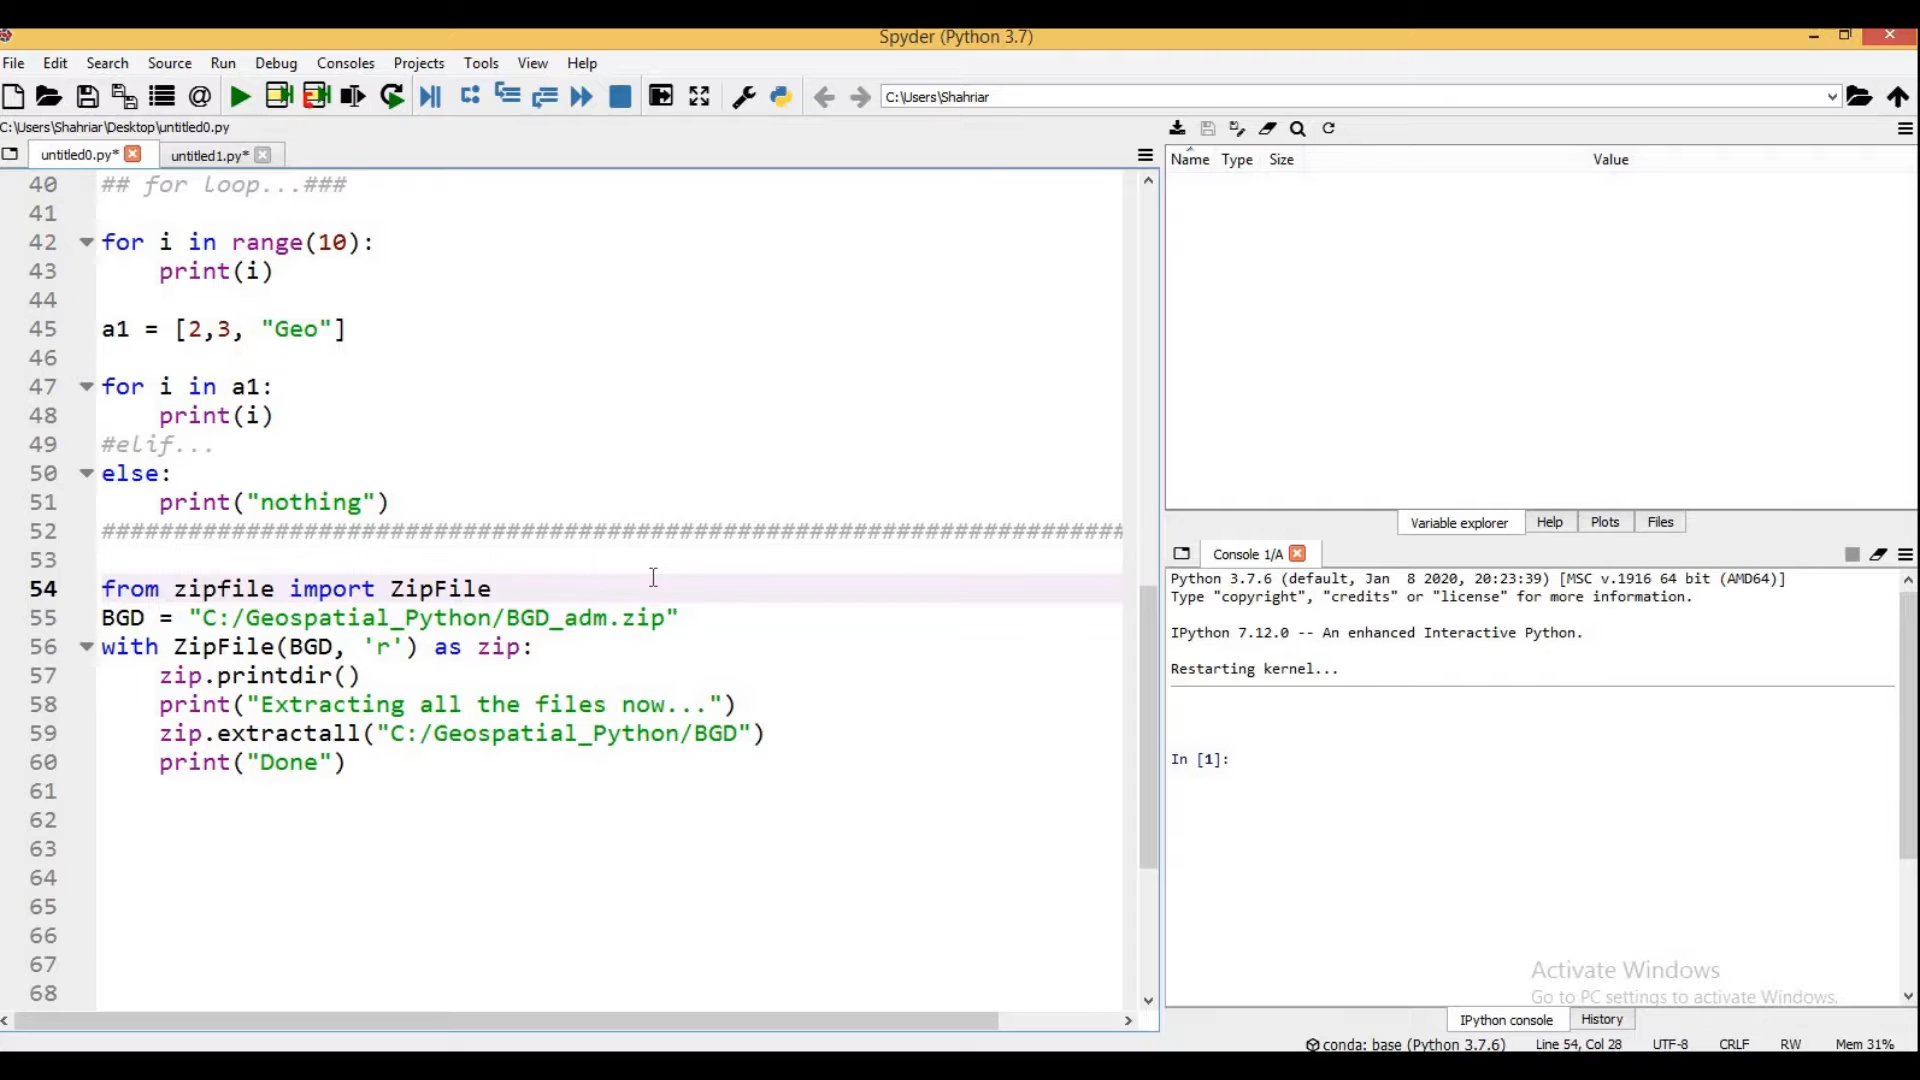 Spyder (Python 3.7)
File Edit Search Source Run Debug Consoles Projects Tools View Help
C:\Users\Shahriar
C:\Users\Shahriar\Desktop\untitled0.py
untitled0.py*
untitled1.py*
40 ## for loop...###
41
42 for i in range(10):
43 print(i)
44
45 a1 = [2,3, "Geo"]
46
47 for i in a1:
48 print(i)
49 #elif...
50 else:
51 print("nothing")
52 #######################################################################
53
54 from zipfile import ZipFile
55 BGD = "C:/Geospatial_Python/BGD_adm.zip"
56 with ZipFile(BGD, 'r') as zip:
57 zip.printdir()
58 print("Extracting all the files now...")
59 zip.extractall("C:/Geospatial_Python/BGD")
60 print("Done")
61
62
63
64
65
66
67
68
Name Type Size Value
Variable explorer Help Plots Files
Console 1/A
Python 3.7.6 (default, Jan  8 2020, 20:23:39) [MSC v.1916 64 bit (AMD64)]
Type "copyright", "credits" or "license" for more information.
IPython 7.12.0 -- An enhanced Interactive Python.
Restarting kernel...
In [1]:
Activate Windows
Go to PC settings to activate Windows.
IPython console History
conda: base (Python 3.7.6) Line 54, Col 28 UTF-8 CRLF RW Mem 31%